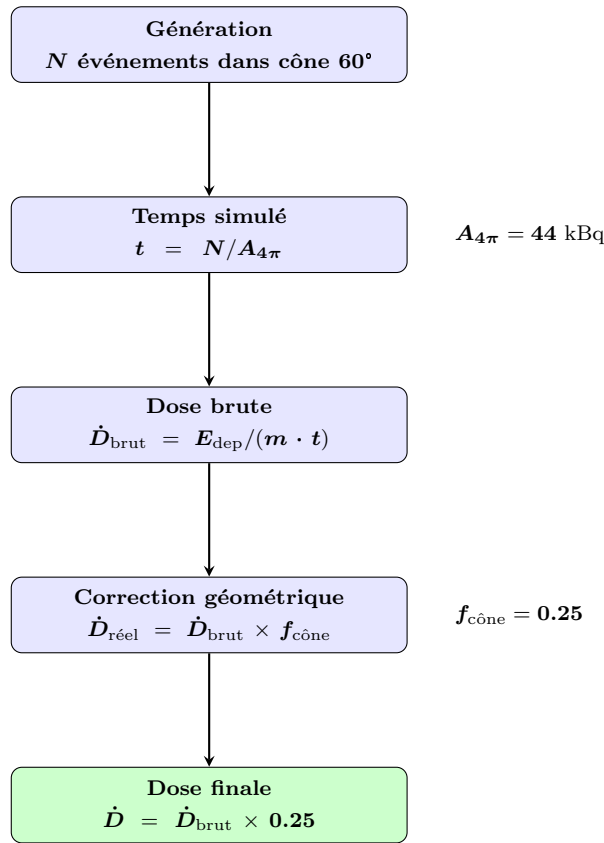 Génération
N événements dans cône 60°
Temps simulé
t = N/A₄π
A₄π = 44 kBq
Dose brute
Ḋbrut = Edep/(m · t)
Correction géométrique
Ḋréel = Ḋbrut × fcône
fcône = 0.25
Dose finale
Ḋ = Ḋbrut × 0.25